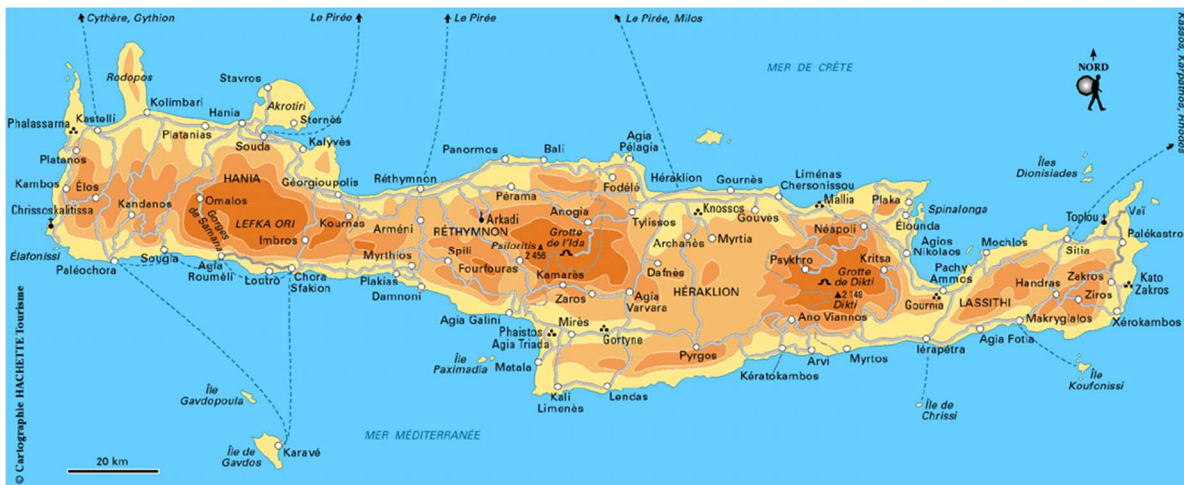 Cythère, Gythion
Le Pirée
Le Pirée
Le Pirée, Milos
Kassos, Karpathos, Rhodes
MER DE CRÊTE
NORD
Rodopos
Stavros
Akrotiri
Kolimbari
Hania
Sternès
Phalassarna
Kastelli
Platanias
Souda
Kalyvès
Platanos
Géorgioupolis
Réthymnon
Panormos
Bali
Agia
Pélagia
Héraklion
Gournès
Liménas
Chersonissou
Mallia
Plaka
Spinalonga
Élounda
Îles
Dionisiades
Toplou
Vaï
Kambos
Élos
HANIA
Omalos
Kandanos
Gorges
de Samaria
LEFKA ORI
Kournas
Imbros
Arméni
Pérama
Fodélé
Arkadi
Anogia
Tylissos
Knossos
Gouvès
RÉTHYMNON
Grotte
de l'Ida
Psiloritis
2 456
Archanès
Myrtia
Néapoli
Agios
Nikolaos
Mochlos
Sitia
Palékastro
Chrissoskalitissa
Élafonissi
Paléochora
Sougia
Agia
Rouméli
Loutro
Chora
Sfakion
Myrthios
Plakias
Damnoni
Spili
Fourfouras
Kamarès
Zaros
Dafnès
Agia
Varvara
HÉRAKLION
Psykhro
Kritsa
Grotte
de Dikti
2 148
Dikti
Ano Viannos
Pachy
Ammos
Gournia
LASSITHI
Handras
Zakros
Ziros
Kato
Zakros
Xérokambos
Makrygialos
Agia Galini
Phaistos
Agia Triada
Mirès
Gortyne
Île
Paximadia
Matala
Kali
Liménès
Lendas
Pyrgos
Kératokambos
Arvi
Myrtos
Iérapétra
Agia Fotia
Île
Koufonissi
Île de
Chrissi
Île
Gavdopoula
Île de
Gavdos
Karavé
MER MÉDITERRANÉE
20 km
© Cartographie HACHETTE Tourisme